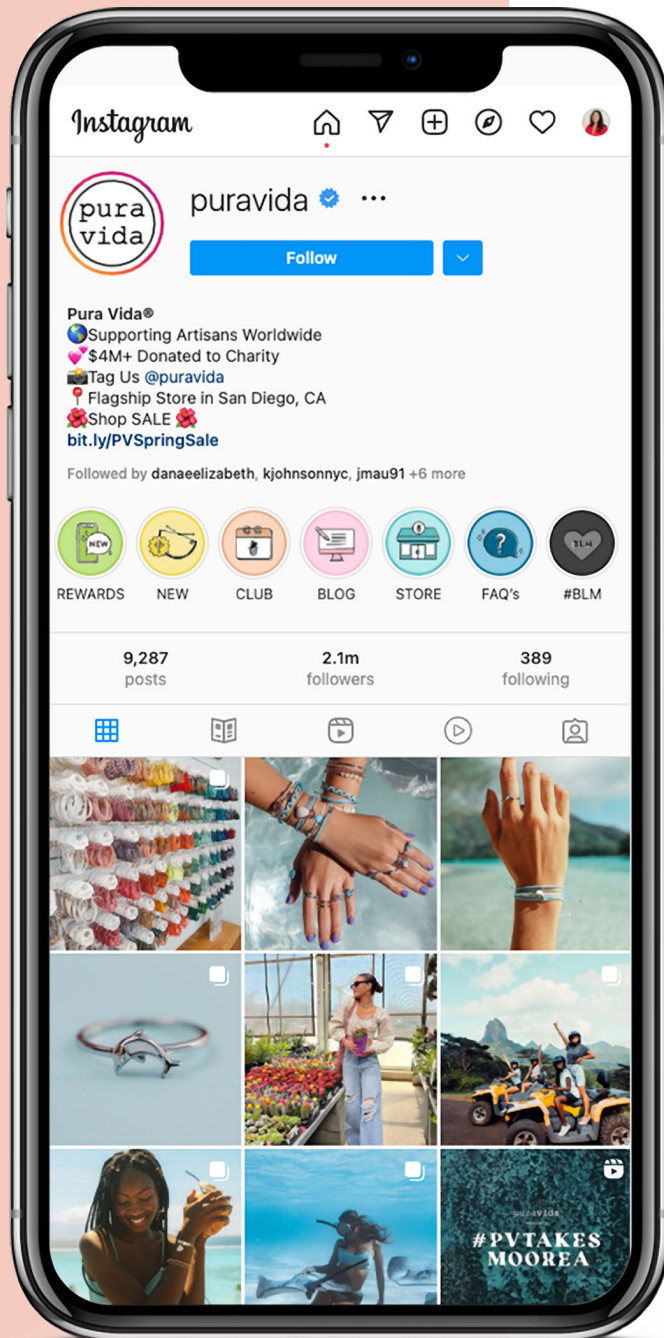 Instagram
pura
vida
puravida
Follow
Pura Vida®
Supporting Artisans Worldwide
$4M+ Donated to Charity
Tag Us @puravida
Flagship Store in San Diego, CA
Shop SALE
bit.ly/PVSpringSale
Followed by danaeelizabeth, kjohnsonnyc, jmau91 +6 more
NEW
BLM
REWARDS NEW CLUB BLOG STORE FAQ's #BLM
9,287 2.1m 389
posts followers following
puravida
#PVTAKES
MOOREA